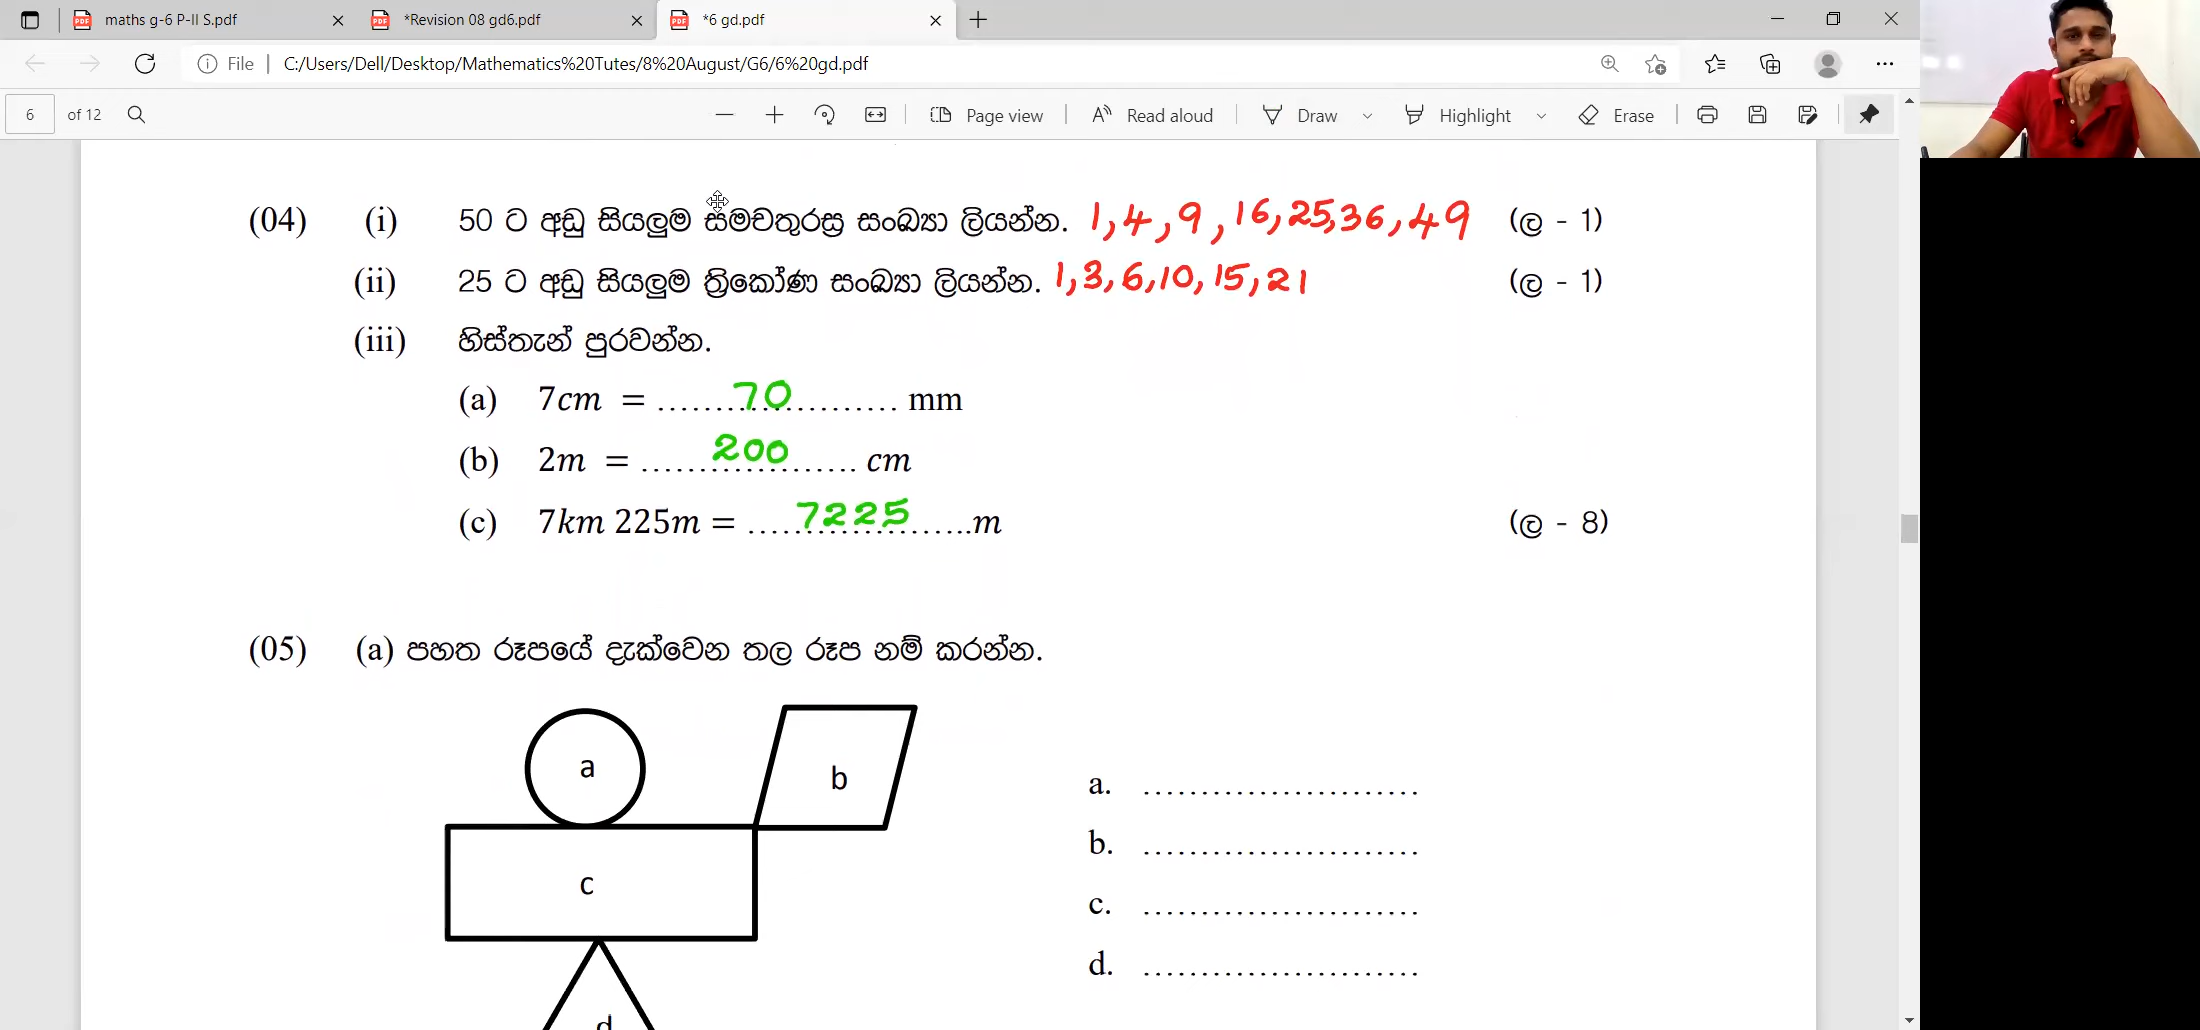 maths g-6 P-II S.pdf
*Revision 08 gd6.pdf
*6 gd.pdf
File | C:/Users/Dell/Desktop/Mathematics%20Tutes/8%20August/G6/6%20gd.pdf
6 of 12 Page view Read aloud Draw Highlight Erase
(04) (i) 50 ට අඩු සියලුම සමචතුරස්‍ර සංඛ්‍යා ලියන්න. 1, 4, 9, 16, 25, 36, 49 (ල - 1)
(ii) 25 ට අඩු සියලුම ත්‍රිකෝණ සංඛ්‍යා ලියන්න. 1, 3, 6, 10, 15, 21 (ල - 1)
(iii) හිස්තැන් පුරවන්න.
(a) 7cm = ........70........ mm
(b) 2m = ........200........ cm
(c) 7km 225m = ........7225........m (ල - 8)
(05) (a) පහත රූපයේ දැක්වෙන තල රූප නම් කරන්න.
a
b
c
d
a. ........................
b. ........................
c. ........................
d. ........................